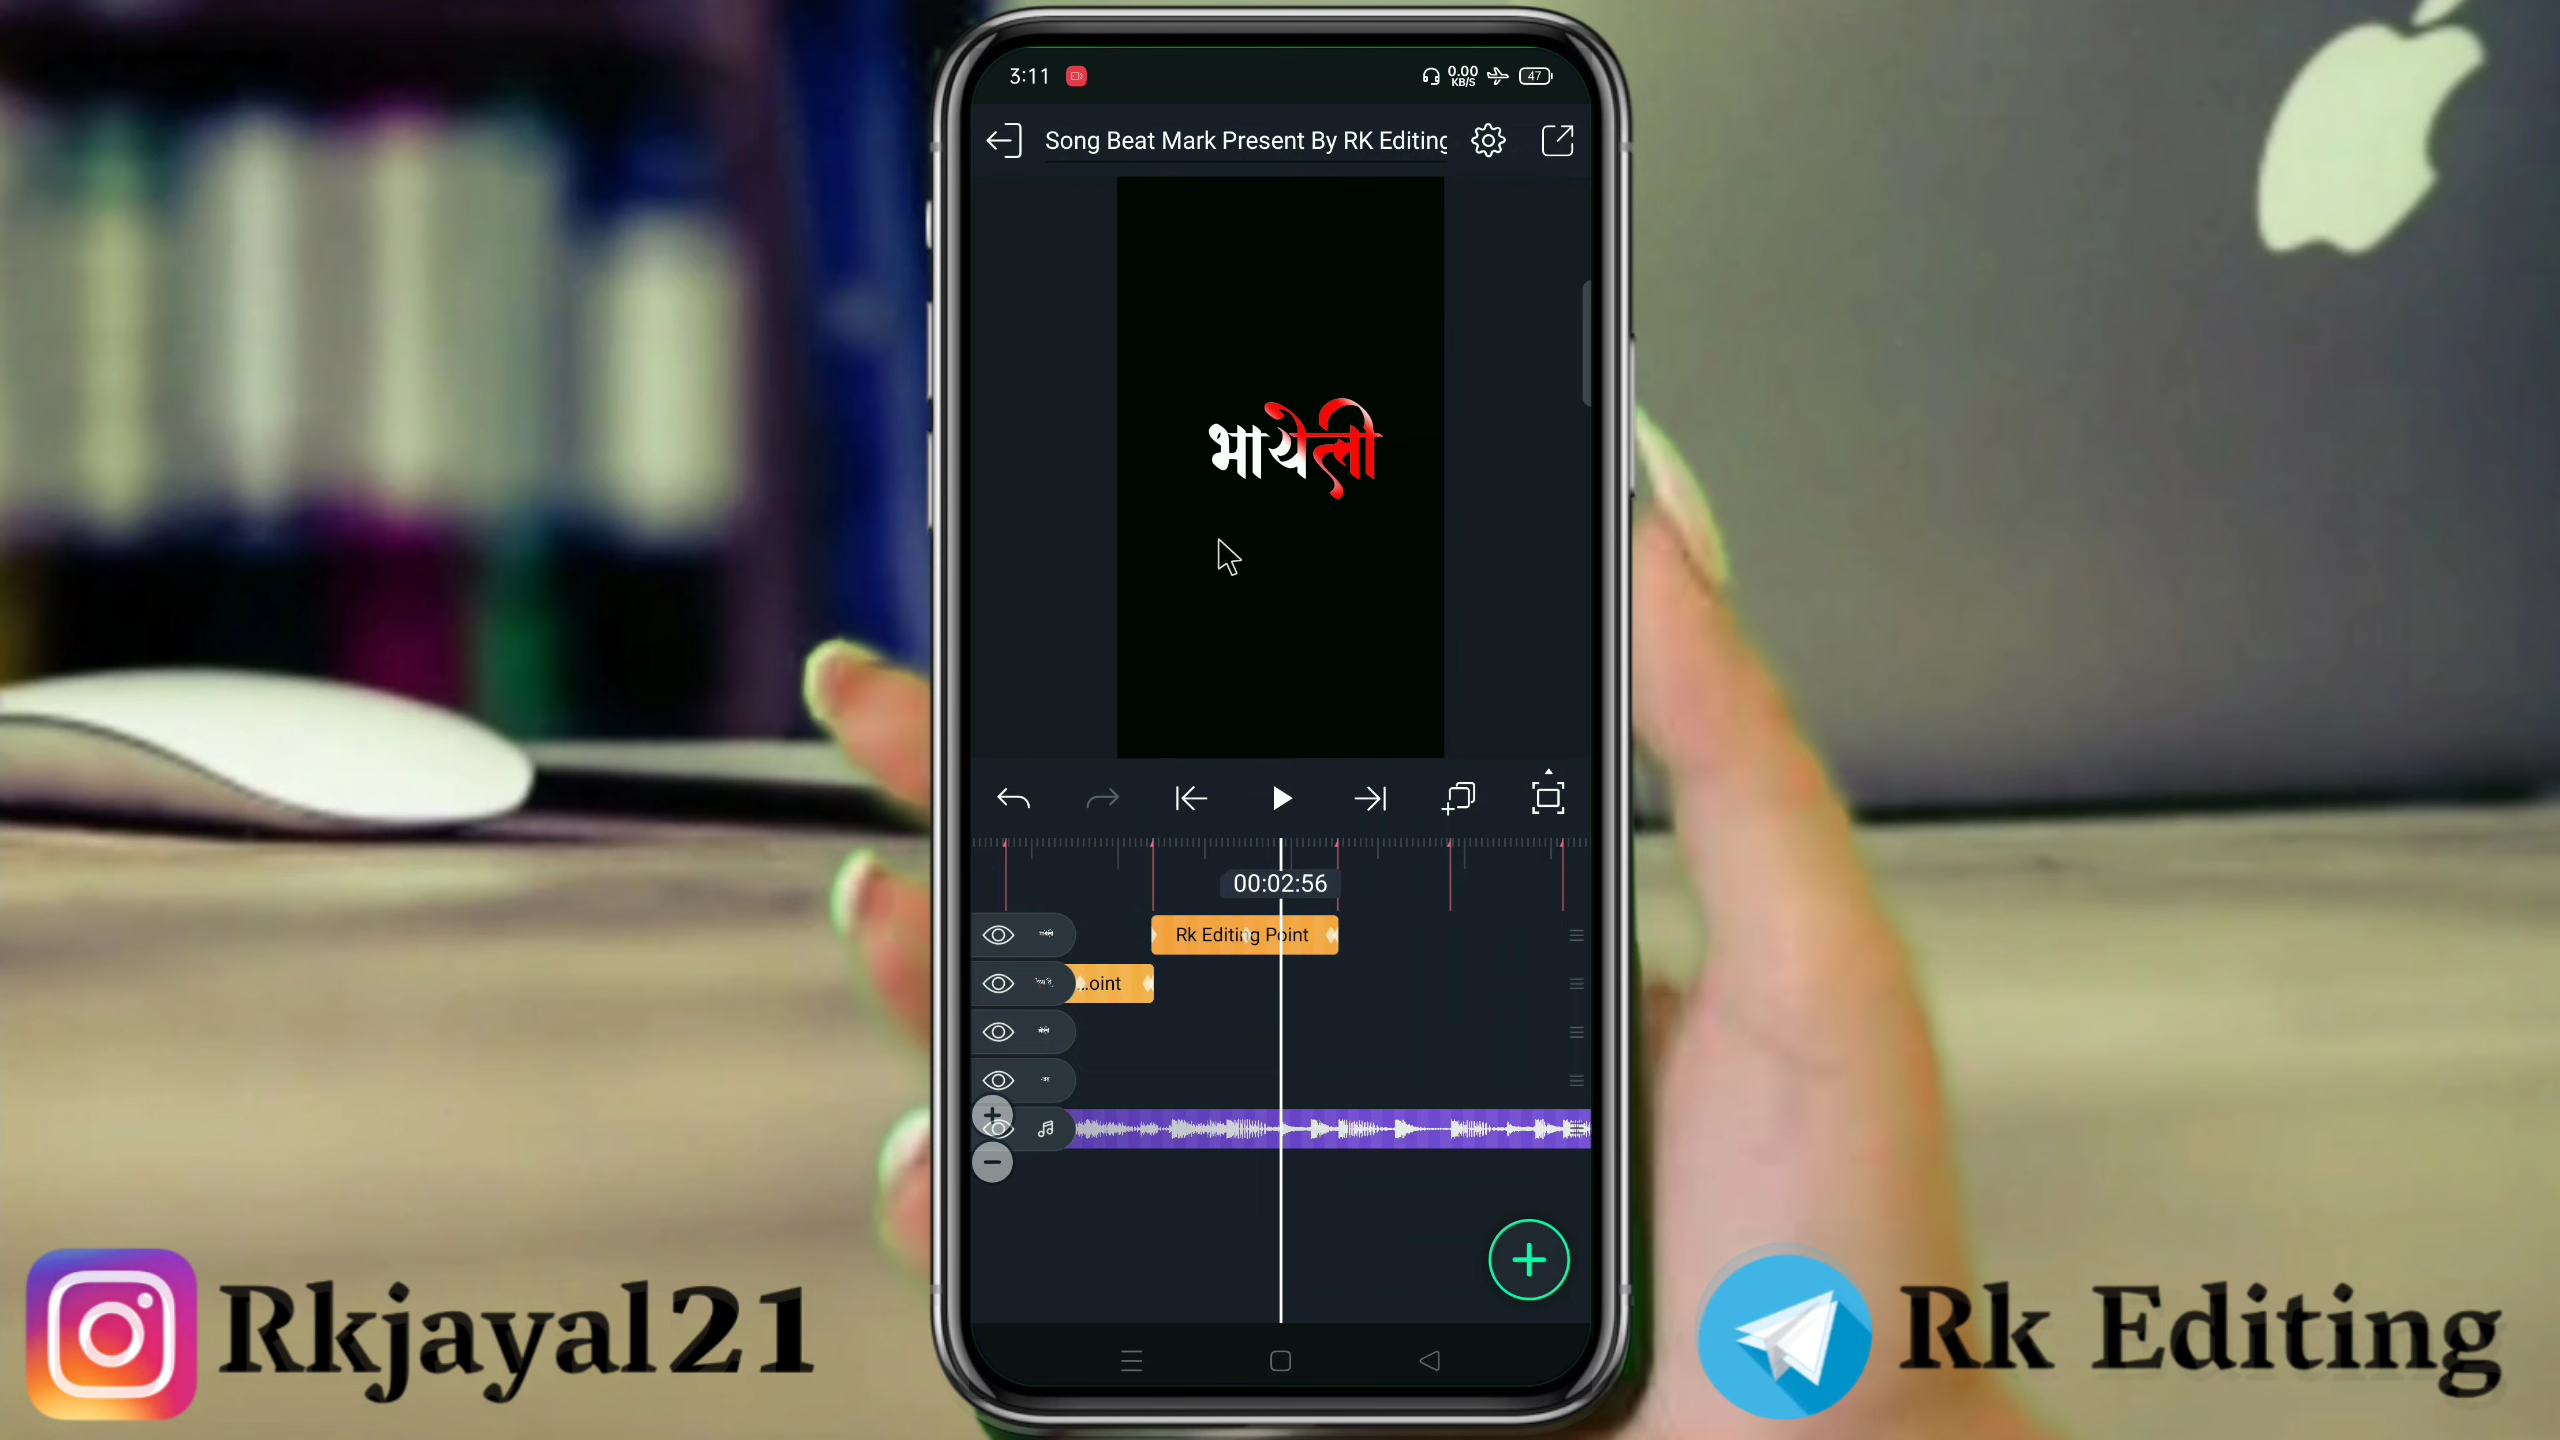 3:11
0.00
KB/S
47
Song Beat Mark Present By RK Editing
भायेली
00:02:56
Rk Editing Point
..oint
Rkjayal21
Rk Editing